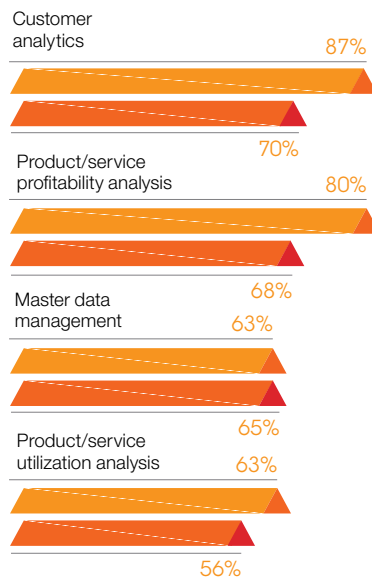 Customer
analytics
87%
70%
Product/service
profitability analysis
80%
68%
Master data
management
63%
65%
Product/service
utilization analysis
63%
56%